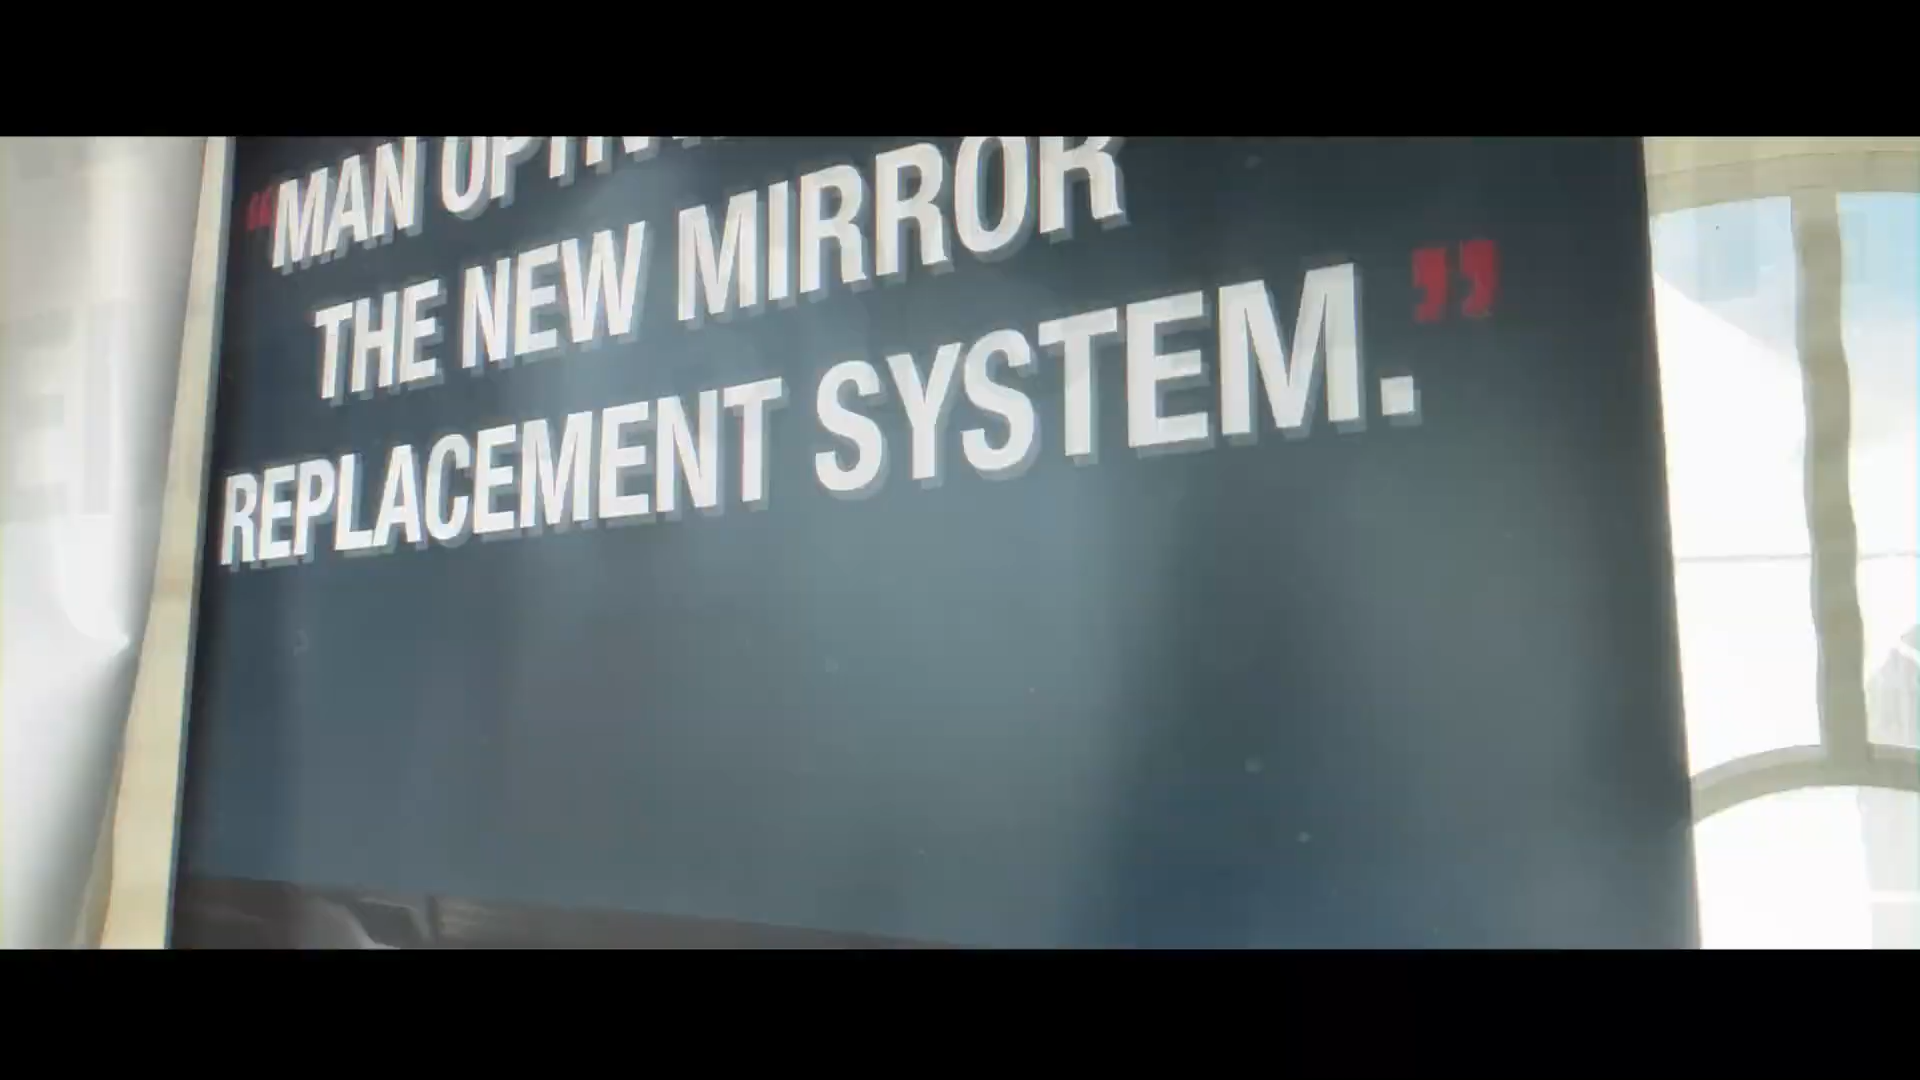 “MAN
THE NEW MIRROR
REPLACEMENT SYSTEM.”